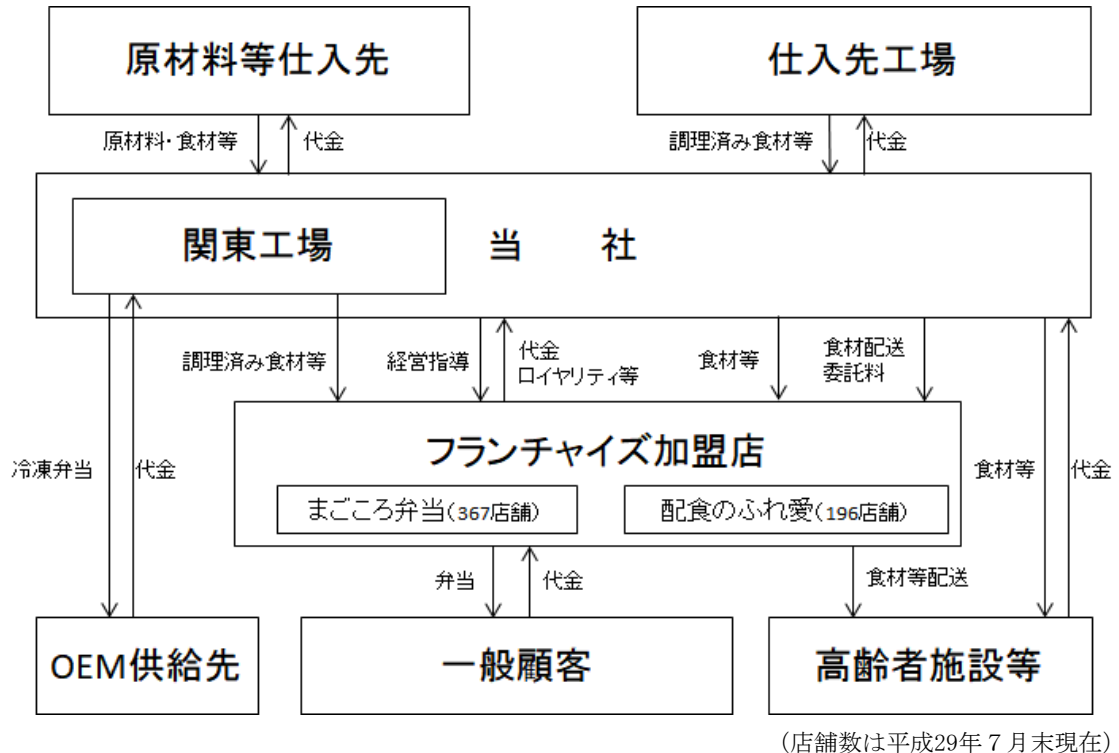 原材料等仕入先
仕入先工場
原材料・食材等
代金
調理済み食材等
代金
関東工場
当　　社
調理済み食材等
経営指導
代金
ロイヤリティ等
食材等
食材配送
委託料
フランチャイズ加盟店
冷凍弁当
代金
食材等
代金
まごころ弁当(367店舗)
配食のふれ愛(196店舗)
弁当
代金
食材等配送
OEM供給先
一般顧客
高齢者施設等
(店舗数は平成29年７月末現在)